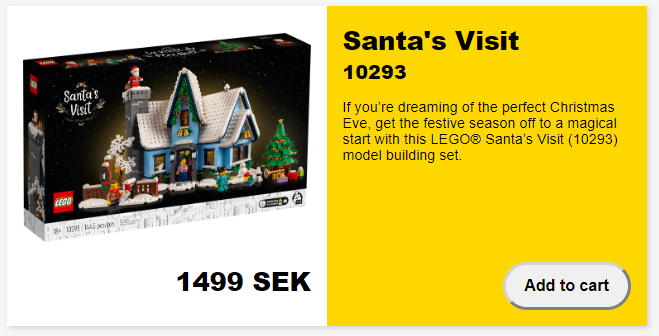 Santa's
Visit
LEGO
18+ | 10293 | 1445 pcs/pzs
1499 SEK
Santa's Visit
10293
If you’re dreaming of the perfect Christmas
Eve, get the festive season off to a magical
start with this LEGO® Santa’s Visit (10293)
model building set.
Add to cart